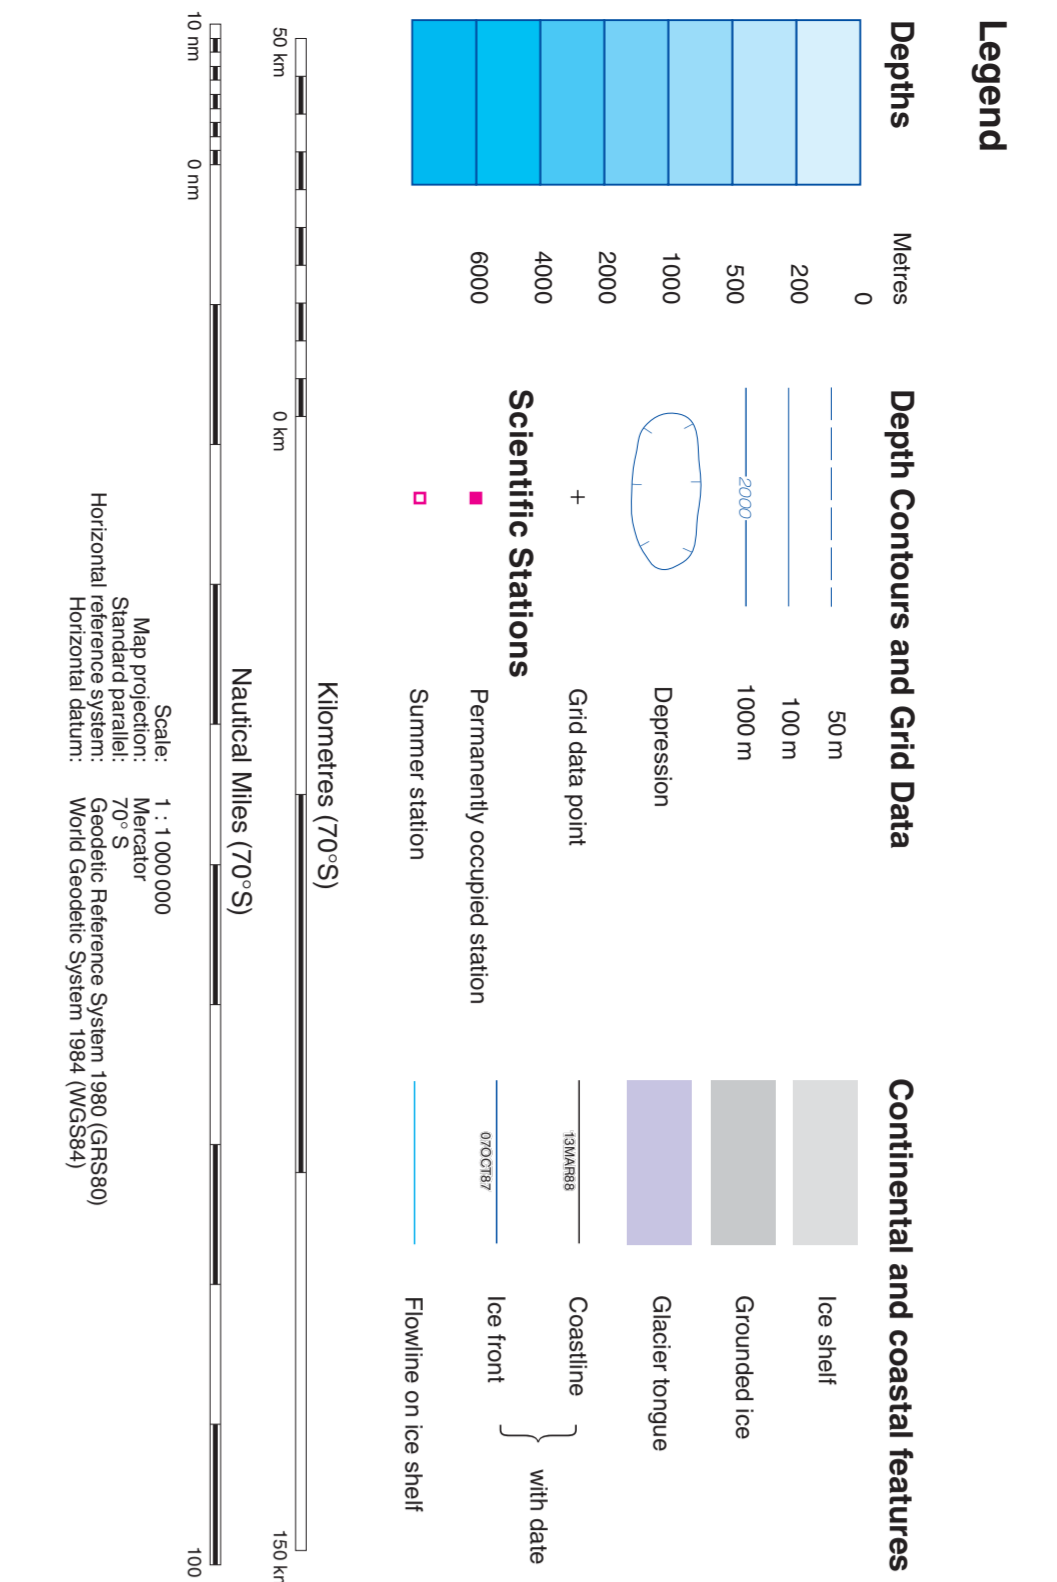 Legend
Depths
Metres
0
200
500
1000
2000
4000
6000
Depth Contours and Grid Data
50 m
100 m
2000
1000 m
Depression
Grid data point
Scientific Stations
Permanently occupied station
Summer station
Continental and coastal features
Ice shelf
Grounded ice
Glacier tongue
13MAR88
Coastline
07OCT87
Ice front
with date
Flowline on ice shelf
Kilometres (70°S)
50 km
0 km
150 km
Nautical Miles (70°S)
10 nm
0 nm
100
Scale: 1 : 1 000 000
Map projection: Mercator
Standard parallel: 70° S
Horizontal reference system: Geodetic Reference System 1980 (GRS80)
Horizontal datum: World Geodetic System 1984 (WGS84)